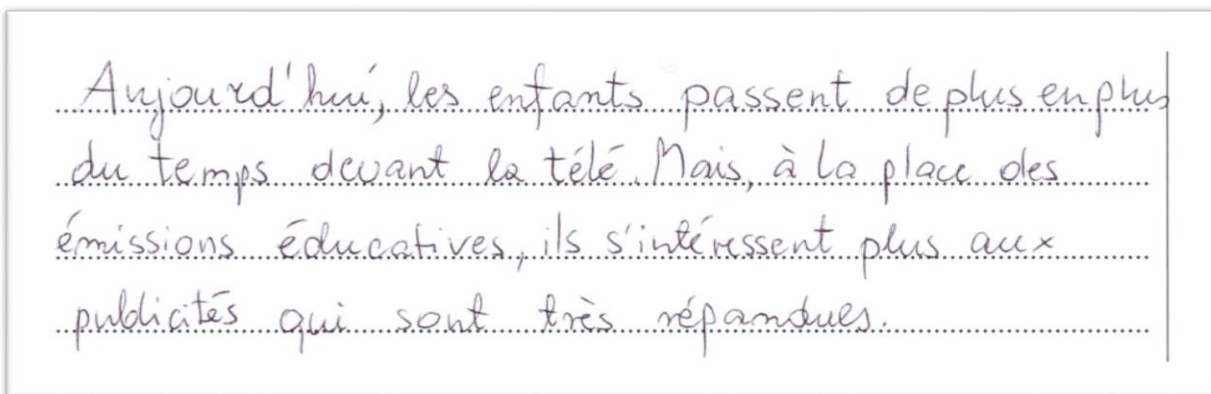 Aujourd'hui, les enfants passent de plus en plus
du temps devant la télé. Mais, à la place des
émissions éducatives, ils s'intéressent plus aux
publicités qui sont très répandues.